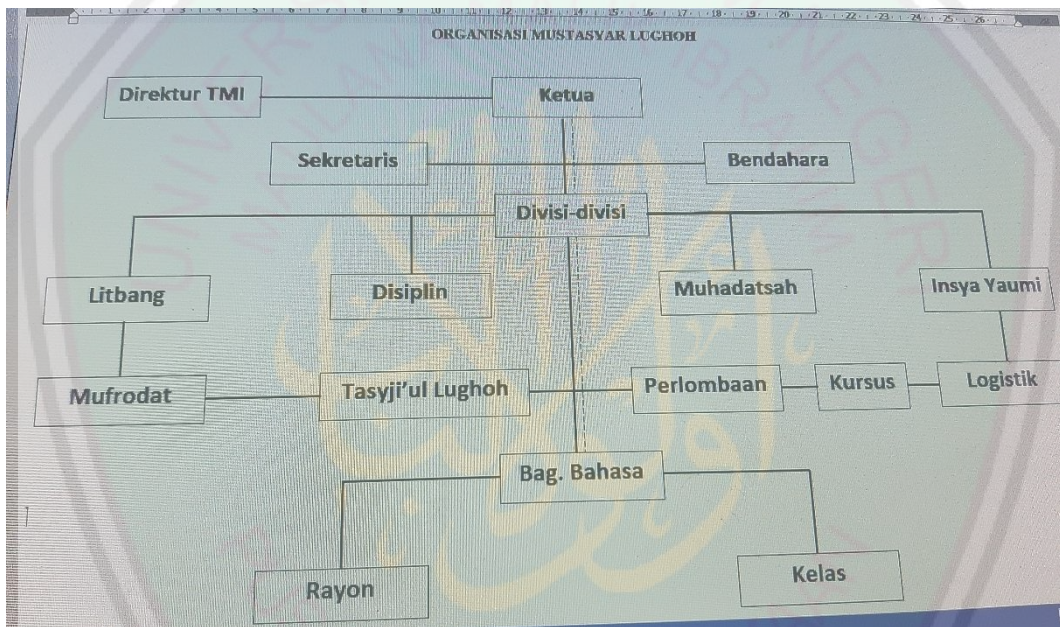 ORGANISASI MUSTASYAR LUGHOH
Direktur TMI
Ketua
Sekretaris
Bendahara
Divisi-divisi
Litbang
Disiplin
Muhadatsah
Insya Yaumi
Mufrodat
Tasyji’ul Lughoh
Perlombaan
Kursus
Logistik
Bag. Bahasa
Rayon
Kelas